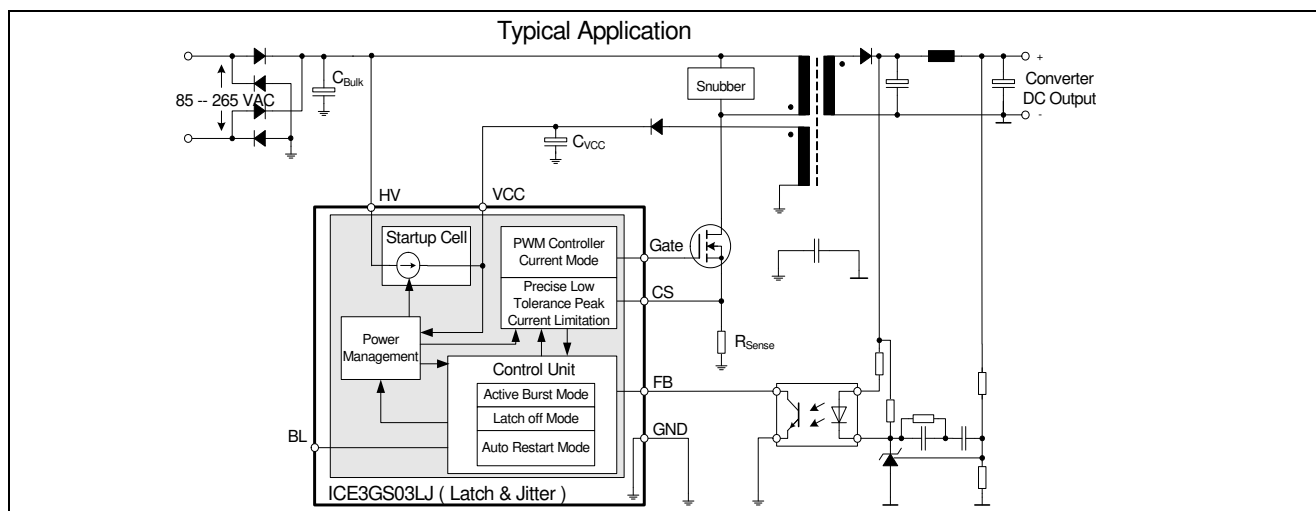 Typical Application
+
Snubber
CBulk
Converter
DC Output
85 -- 265 VAC
-
CVCC
HV
VCC
Startup Cell
PWM Controller
Current Mode
Gate
Precise Low
Tolerance Peak
Current Limitation
CS
Power
Management
RSense
Control Unit
FB
Active Burst Mode
Latch off Mode
Auto Restart Mode
GND
BL
ICE3GS03LJ ( Latch & Jitter )